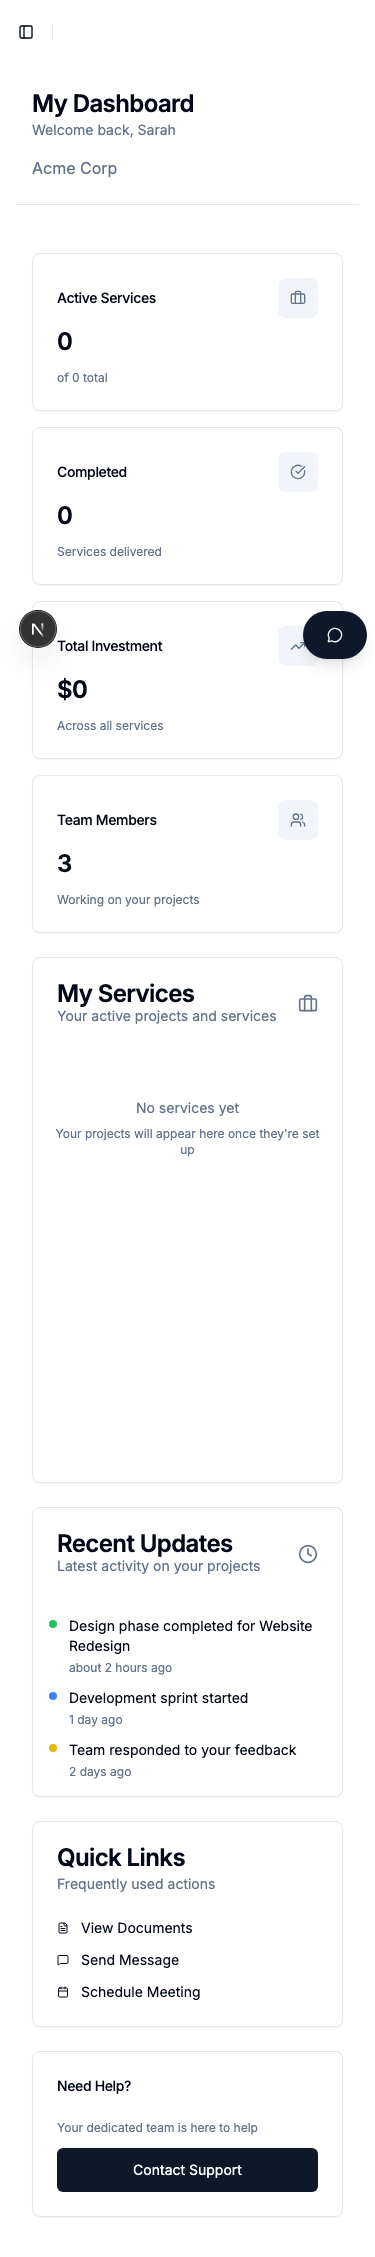 My Dashboard
Welcome back, Sarah
Acme Corp
Active Services
0
of 0 total
Completed
0
Services delivered
N
Total Investment
$0
Across all services
Team Members
3
Working on your projects
My Services
Your active projects and services
No services yet
Your projects will appear here once they're set
up
Recent Updates
Latest activity on your projects
Design phase completed for Website
Redesign
about 2 hours ago
Development sprint started
1 day ago
Team responded to your feedback
2 days ago
Quick Links
Frequently used actions
View Documents
Send Message
Schedule Meeting
Need Help?
Your dedicated team is here to help
Contact Support